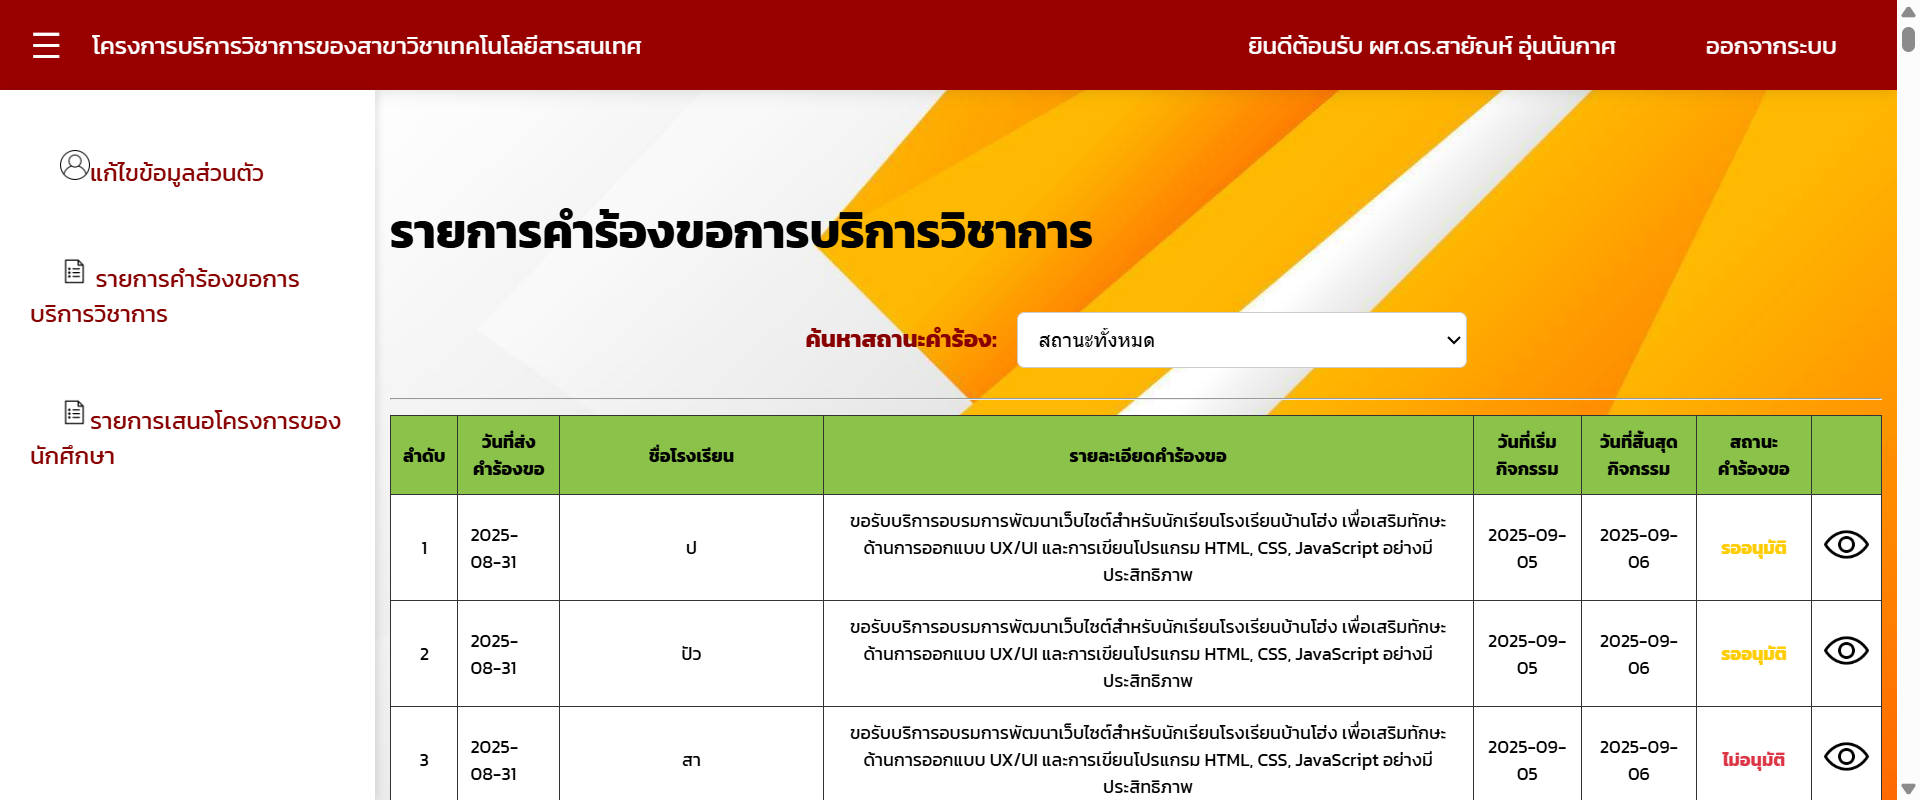 ☰ โครงการบริการวิชาการของสาขาวิชาเทคโนโลยีสารสนเทศ
ยินดีต้อนรับ ผศ.ดร.สายัณห์ อุ่นนันกาศ
ออกจากระบบ
แก้ไขข้อมูลส่วนตัว
รายการคำร้องขอการ
บริการวิชาการ
รายการเสนอโครงการของ
นักศึกษา
รายการคำร้องขอการบริการวิชาการ
ค้นหาสถานะคำร้อง: สถานะทั้งหมด
ลำดับ
วันที่ส่ง
คำร้องขอ
ชื่อโรงเรียน
รายละเอียดคำร้องขอ
วันที่เริ่ม
กิจกรรม
วันที่สิ้นสุด
กิจกรรม
สถานะ
คำร้องขอ
1
2025-
08-31
ป
ขอรับบริการอบรมการพัฒนาเว็บไซต์สำหรับนักเรียนโรงเรียนบ้านโฮ่ง เพื่อเสริมทักษะ
ด้านการออกแบบ UX/UI และการเขียนโปรแกรม HTML, CSS, JavaScript อย่างมี
ประสิทธิภาพ
2025-09-
05
2025-09-
06
รออนุมัติ
2
2025-
08-31
ปัว
ขอรับบริการอบรมการพัฒนาเว็บไซต์สำหรับนักเรียนโรงเรียนบ้านโฮ่ง เพื่อเสริมทักษะ
ด้านการออกแบบ UX/UI และการเขียนโปรแกรม HTML, CSS, JavaScript อย่างมี
ประสิทธิภาพ
2025-09-
05
2025-09-
06
รออนุมัติ
3
2025-
08-31
สา
ขอรับบริการอบรมการพัฒนาเว็บไซต์สำหรับนักเรียนโรงเรียนบ้านโฮ่ง เพื่อเสริมทักษะ
ด้านการออกแบบ UX/UI และการเขียนโปรแกรม HTML, CSS, JavaScript อย่างมี
ประสิทธิภาพ
2025-09-
05
2025-09-
06
ไม่อนุมัติ